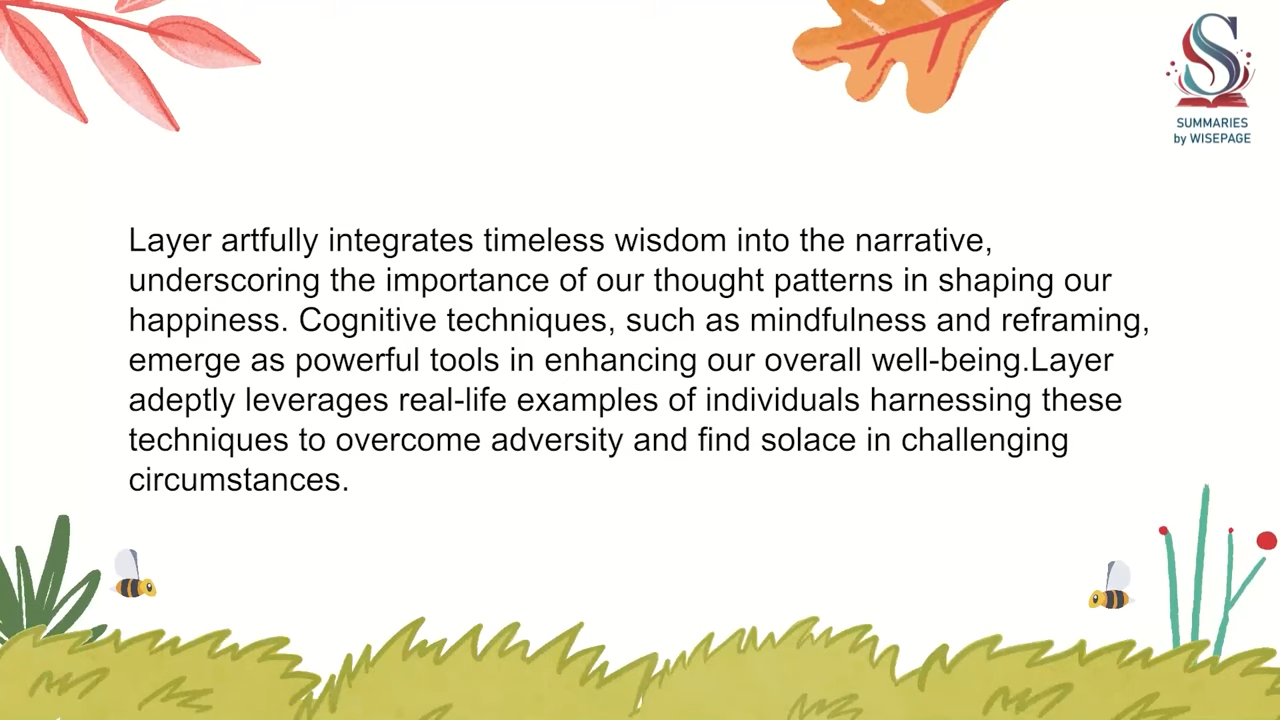 SUMMARIES
by WISEPAGE
Layer artfully integrates timeless wisdom into the narrative,
underscoring the importance of our thought patterns in shaping our
happiness. Cognitive techniques, such as mindfulness and reframing,
emerge as powerful tools in enhancing our overall well-being.Layer
adeptly leverages real-life examples of individuals harnessing these
techniques to overcome adversity and find solace in challenging
circumstances.